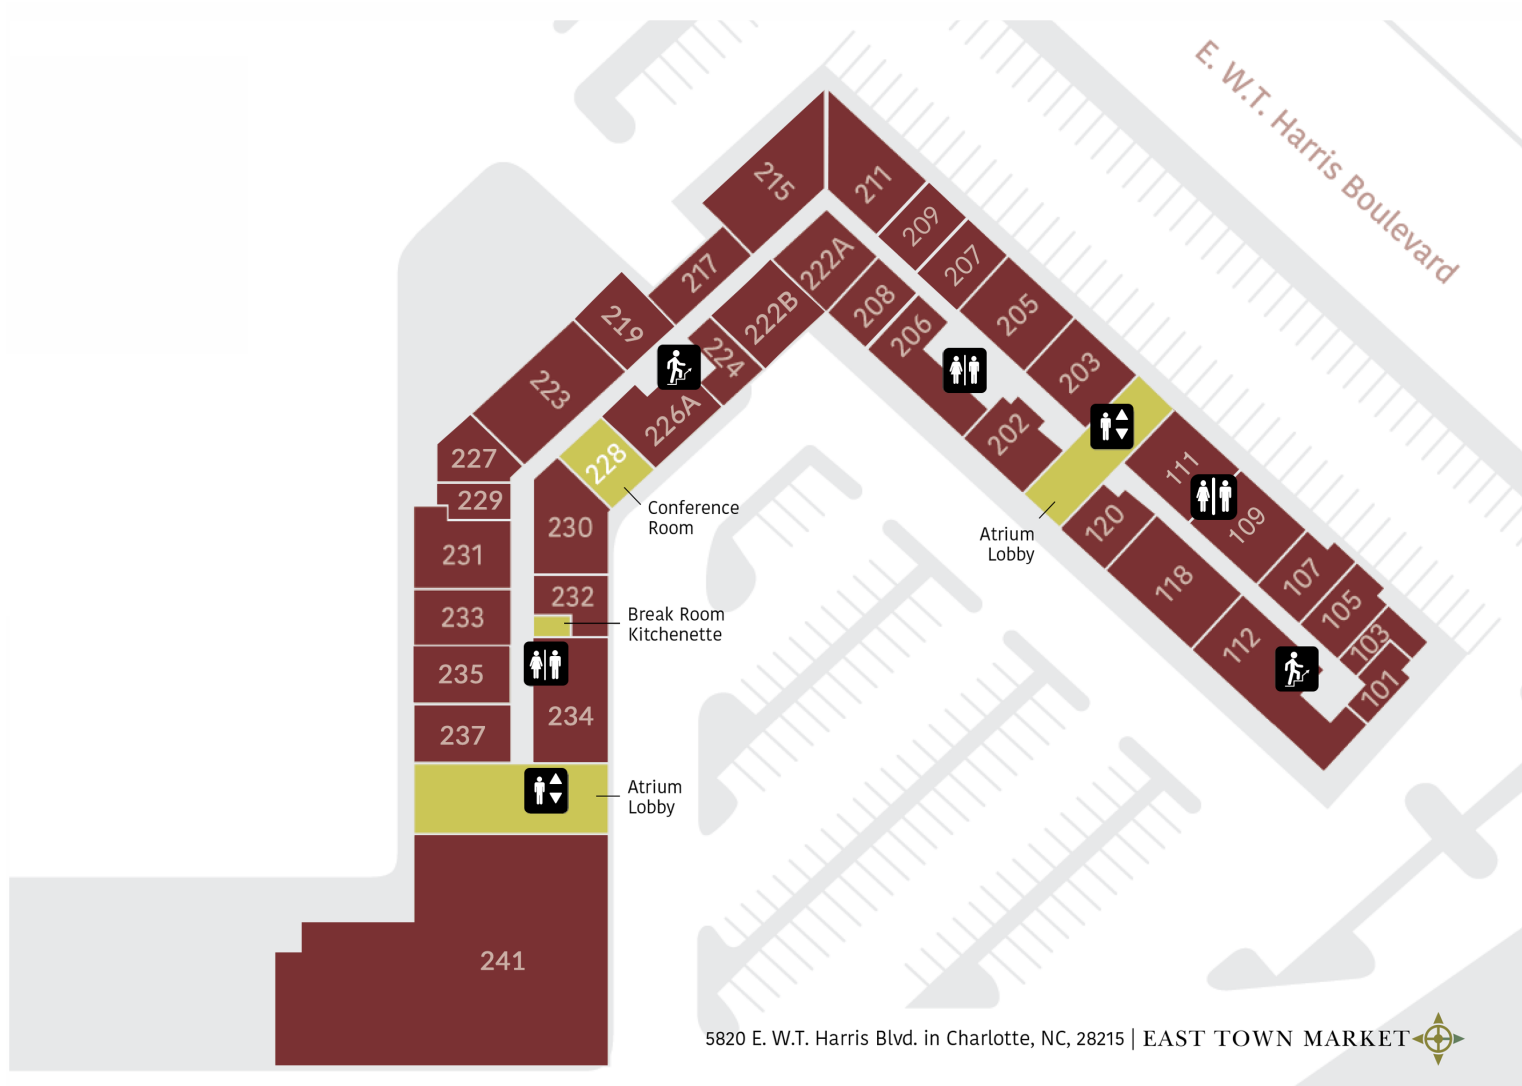 E. W.T. Harris Boulevard
215
211
209
207
205
203
217
222A
208
206
202
219
222B
224
226A
223
228
227
229
230
231
232
233
234
235
237
241
111
109
107
105
103
101
120
118
112
Conference
Room
Atrium
Lobby
Break Room
Kitchenette
Atrium
Lobby
5820 E. W.T. Harris Blvd. in Charlotte, NC, 28215 | EAST TOWN MARKET